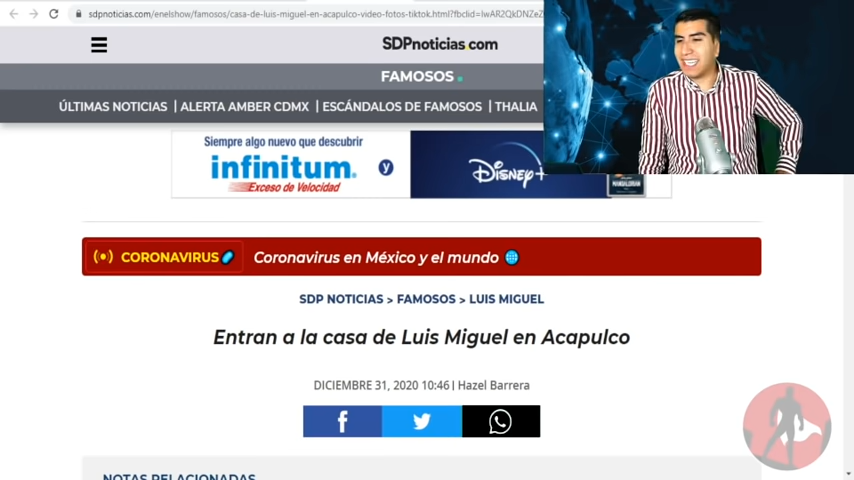 sdpnoticias.com/enelshow/famosos/casa-de-luis-miguel-en-acapulco-video-fotos-tiktok.html?fbclid=IwAR2QkDNZeZ
SDPnoticias.com
FAMOSOS.
ÚLTIMAS NOTICIAS | ALERTA AMBER CDMX | ESCÁNDALOS DE FAMOSOS | THALIA
Siempre algo nuevo que descubrir
infinitum. y Disney+
Exceso de Velocidad
MANDALORIAN
CORONAVIRUS Coronavirus en México y el mundo
SDP NOTICIAS > FAMOSOS > LUIS MIGUEL
Entran a la casa de Luis Miguel en Acapulco
DICIEMBRE 31, 2020 10:46 | Hazel Barrera
NOTAS RELACIONADAS